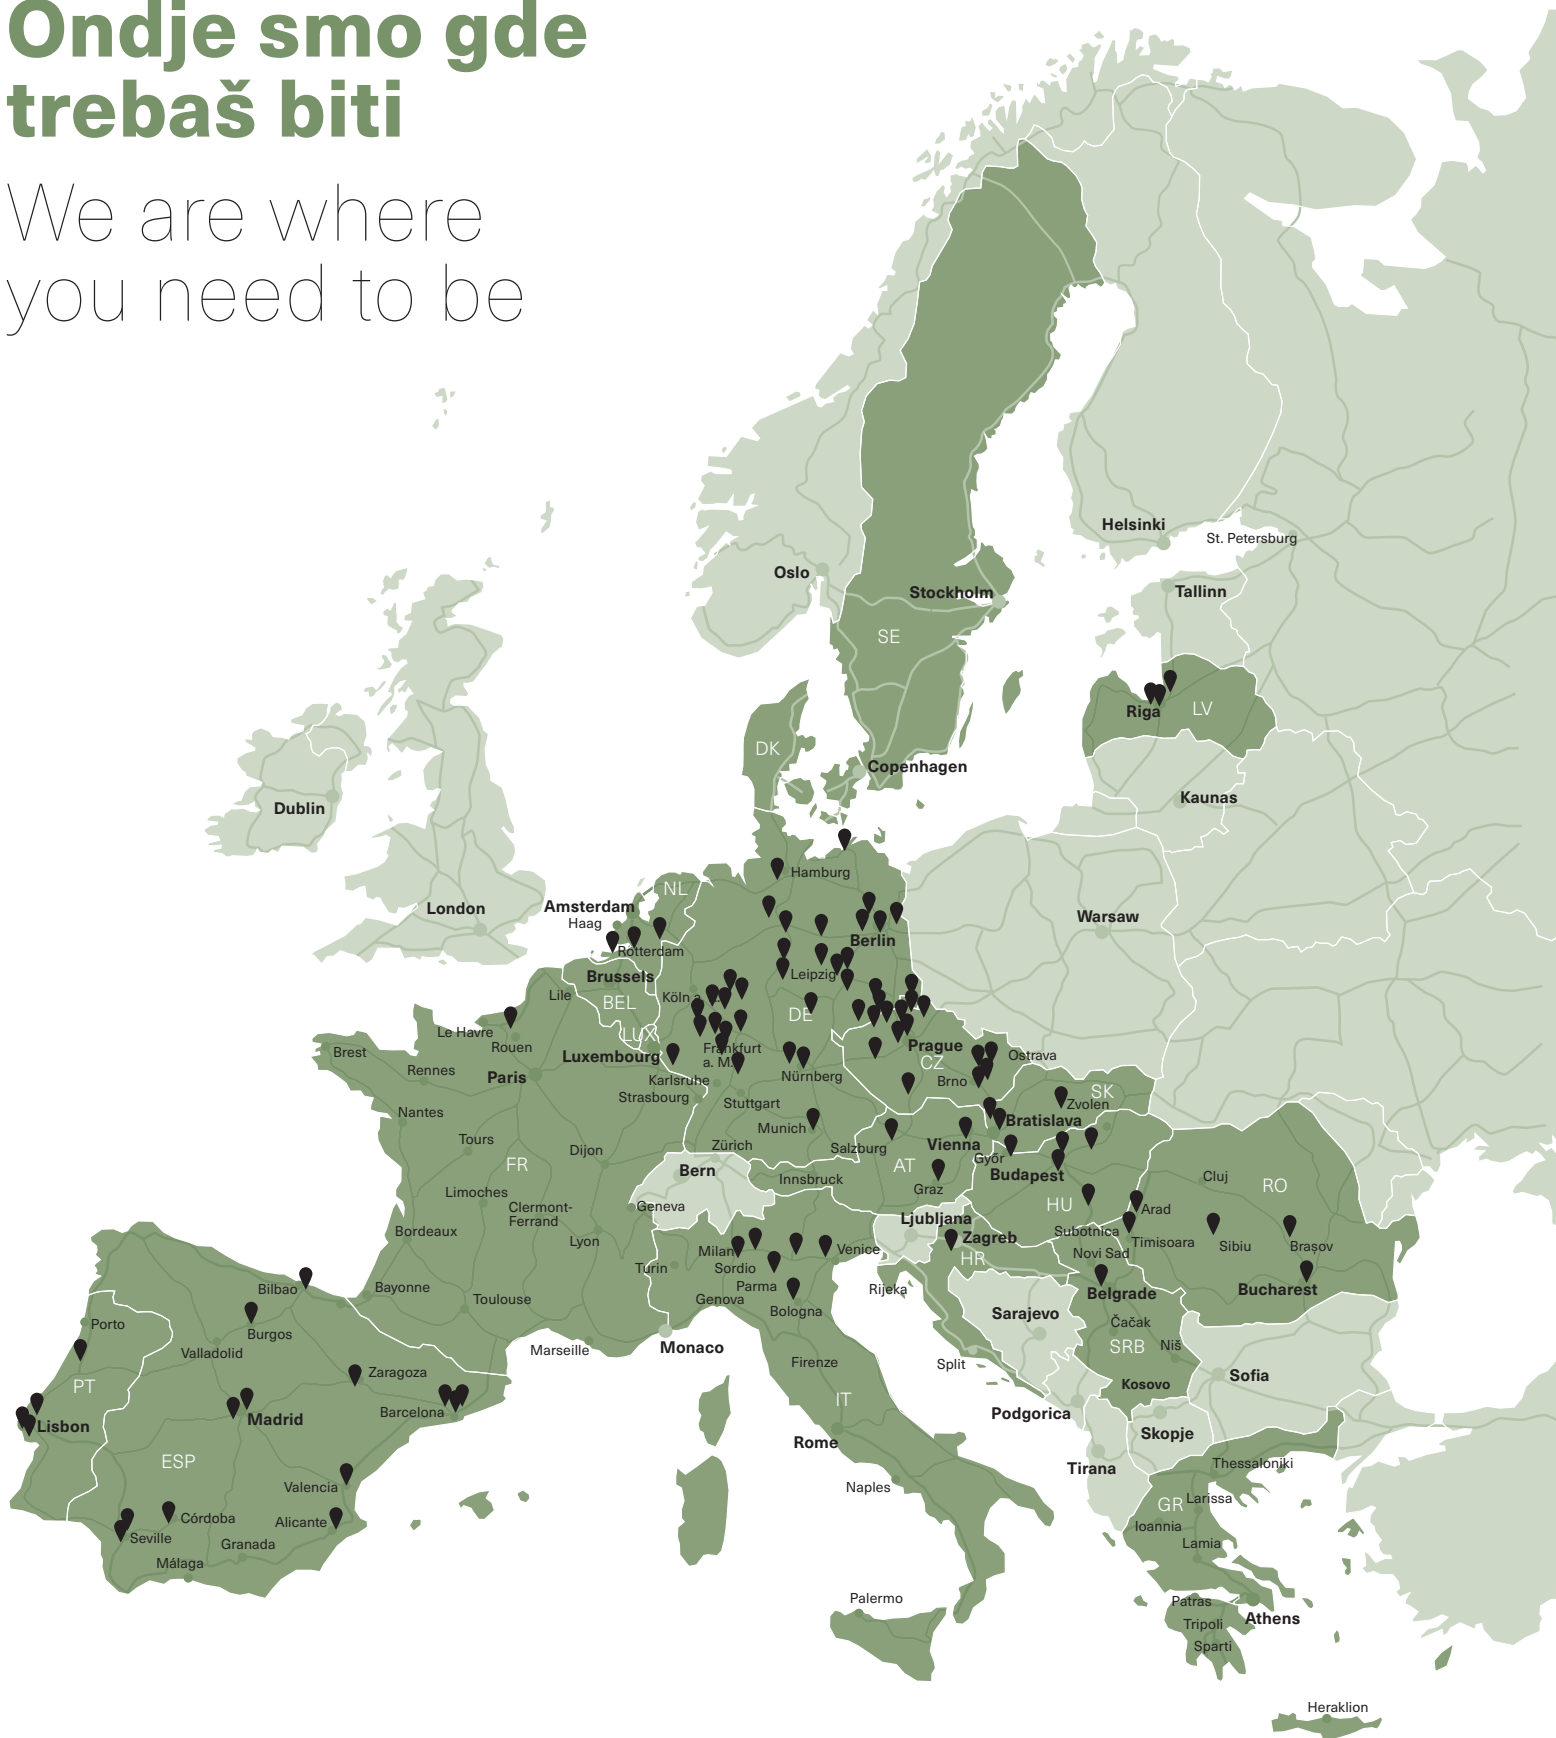 Ondje smo gde
trebaš biti
We are where
you need to be
Helsinki
St. Petersburg
Oslo
Stockholm
Tallinn
SE
Riga
LV
DK
Copenhagen
Kaunas
Dublin
Hamburg
NL
London
Amsterdam
Haag
Warsaw
Berlin
Rotterdam
Brussels
Leipzig
Lile
BEL
Köln a.
DE
Le Havre
Rouen
LUX
Luxembourg
Frankfurt
a. M.
Prague
CZ
Ostrava
Brest
Rennes
Paris
Karlsruhe
Nürnberg
Brno
Strasbourg
Stuttgart
SK
Zvolen
Nantes
Munich
Bratislava
Tours
Dijon
Zürich
Salzburg
Vienna
Győr
FR
Bern
Innsbruck
AT
Budapest
Cluj
RO
Limoches
Clermont-
Ferrand
Geneva
Graz
HU
Arad
Bordeaux
Lyon
Milan
Venice
Ljubljana
Zagreb
Subotnica
Timisoara
Sibiu
Brașov
Turin
Sordio
HR
Novi Sad
Bilbao
Bayonne
Toulouse
Parma
Genova
Bologna
Rijeka
Belgrade
Bucharest
Porto
Burgos
Valladolid
Marseille
Monaco
Sarajevo
Čačak
SRB
Niš
PT
Zaragoza
Firenze
Split
Kosovo
Sofia
Lisbon
Madrid
Barcelona
IT
Rome
Podgorica
Skopje
ESP
Valencia
Naples
Tirana
Thessaloniki
Córdoba
Alicante
GR
Larissa
Seville
Granada
Ioannia
Lamia
Málaga
Palermo
Patras
Athens
Tripoli
Sparti
Heraklion